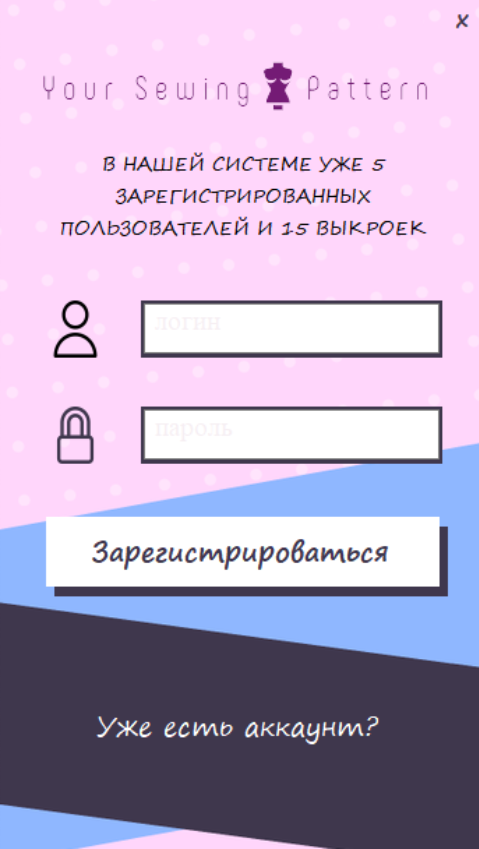 x
Your Sewing Pattern
В НАШЕЙ СИСТЕМЕ УЖЕ 5
ЗАРЕГИСТРИРОВАННЫХ
ПОЛЬЗОВАТЕЛЕЙ И 15 ВЫКРОЕК
логин
пароль
Зарегистрироваться
Уже есть аккаунт?